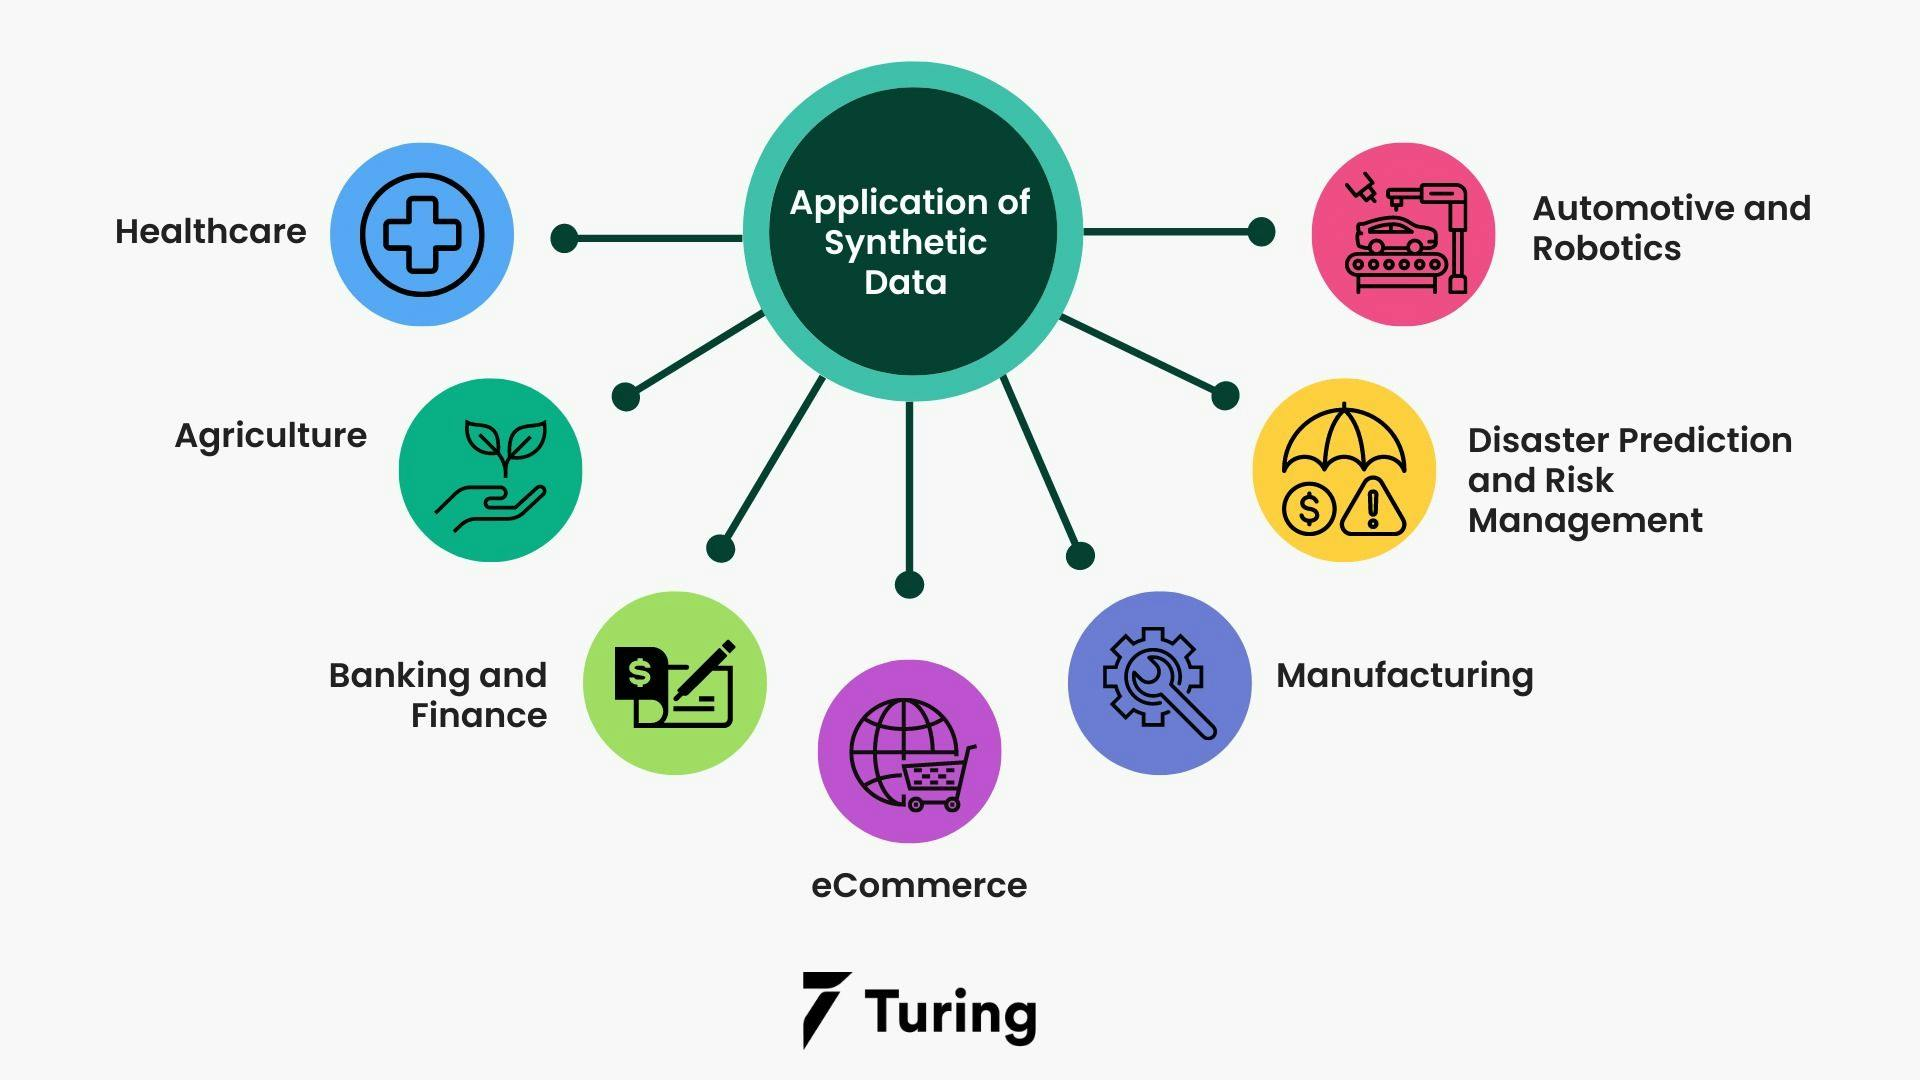 Application of
Synthetic
Data
Healthcare
Automotive and
Robotics
Agriculture
Disaster Prediction
and Risk
Management
$
$
Banking and
Finance
Manufacturing
eCommerce
Turing